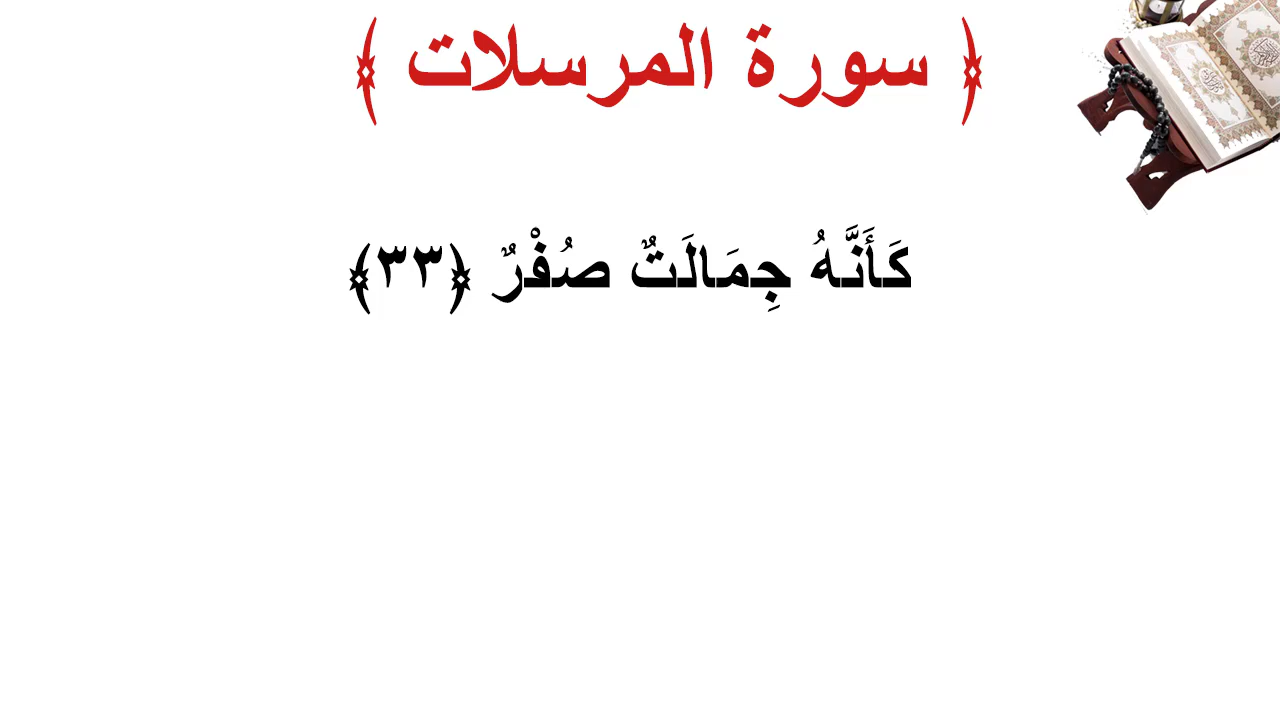 ﴿ سورة المرسلات ﴾
كَأَنَّهُ جِمَالَتٌ صُفْرٌ ﴿٣٣﴾